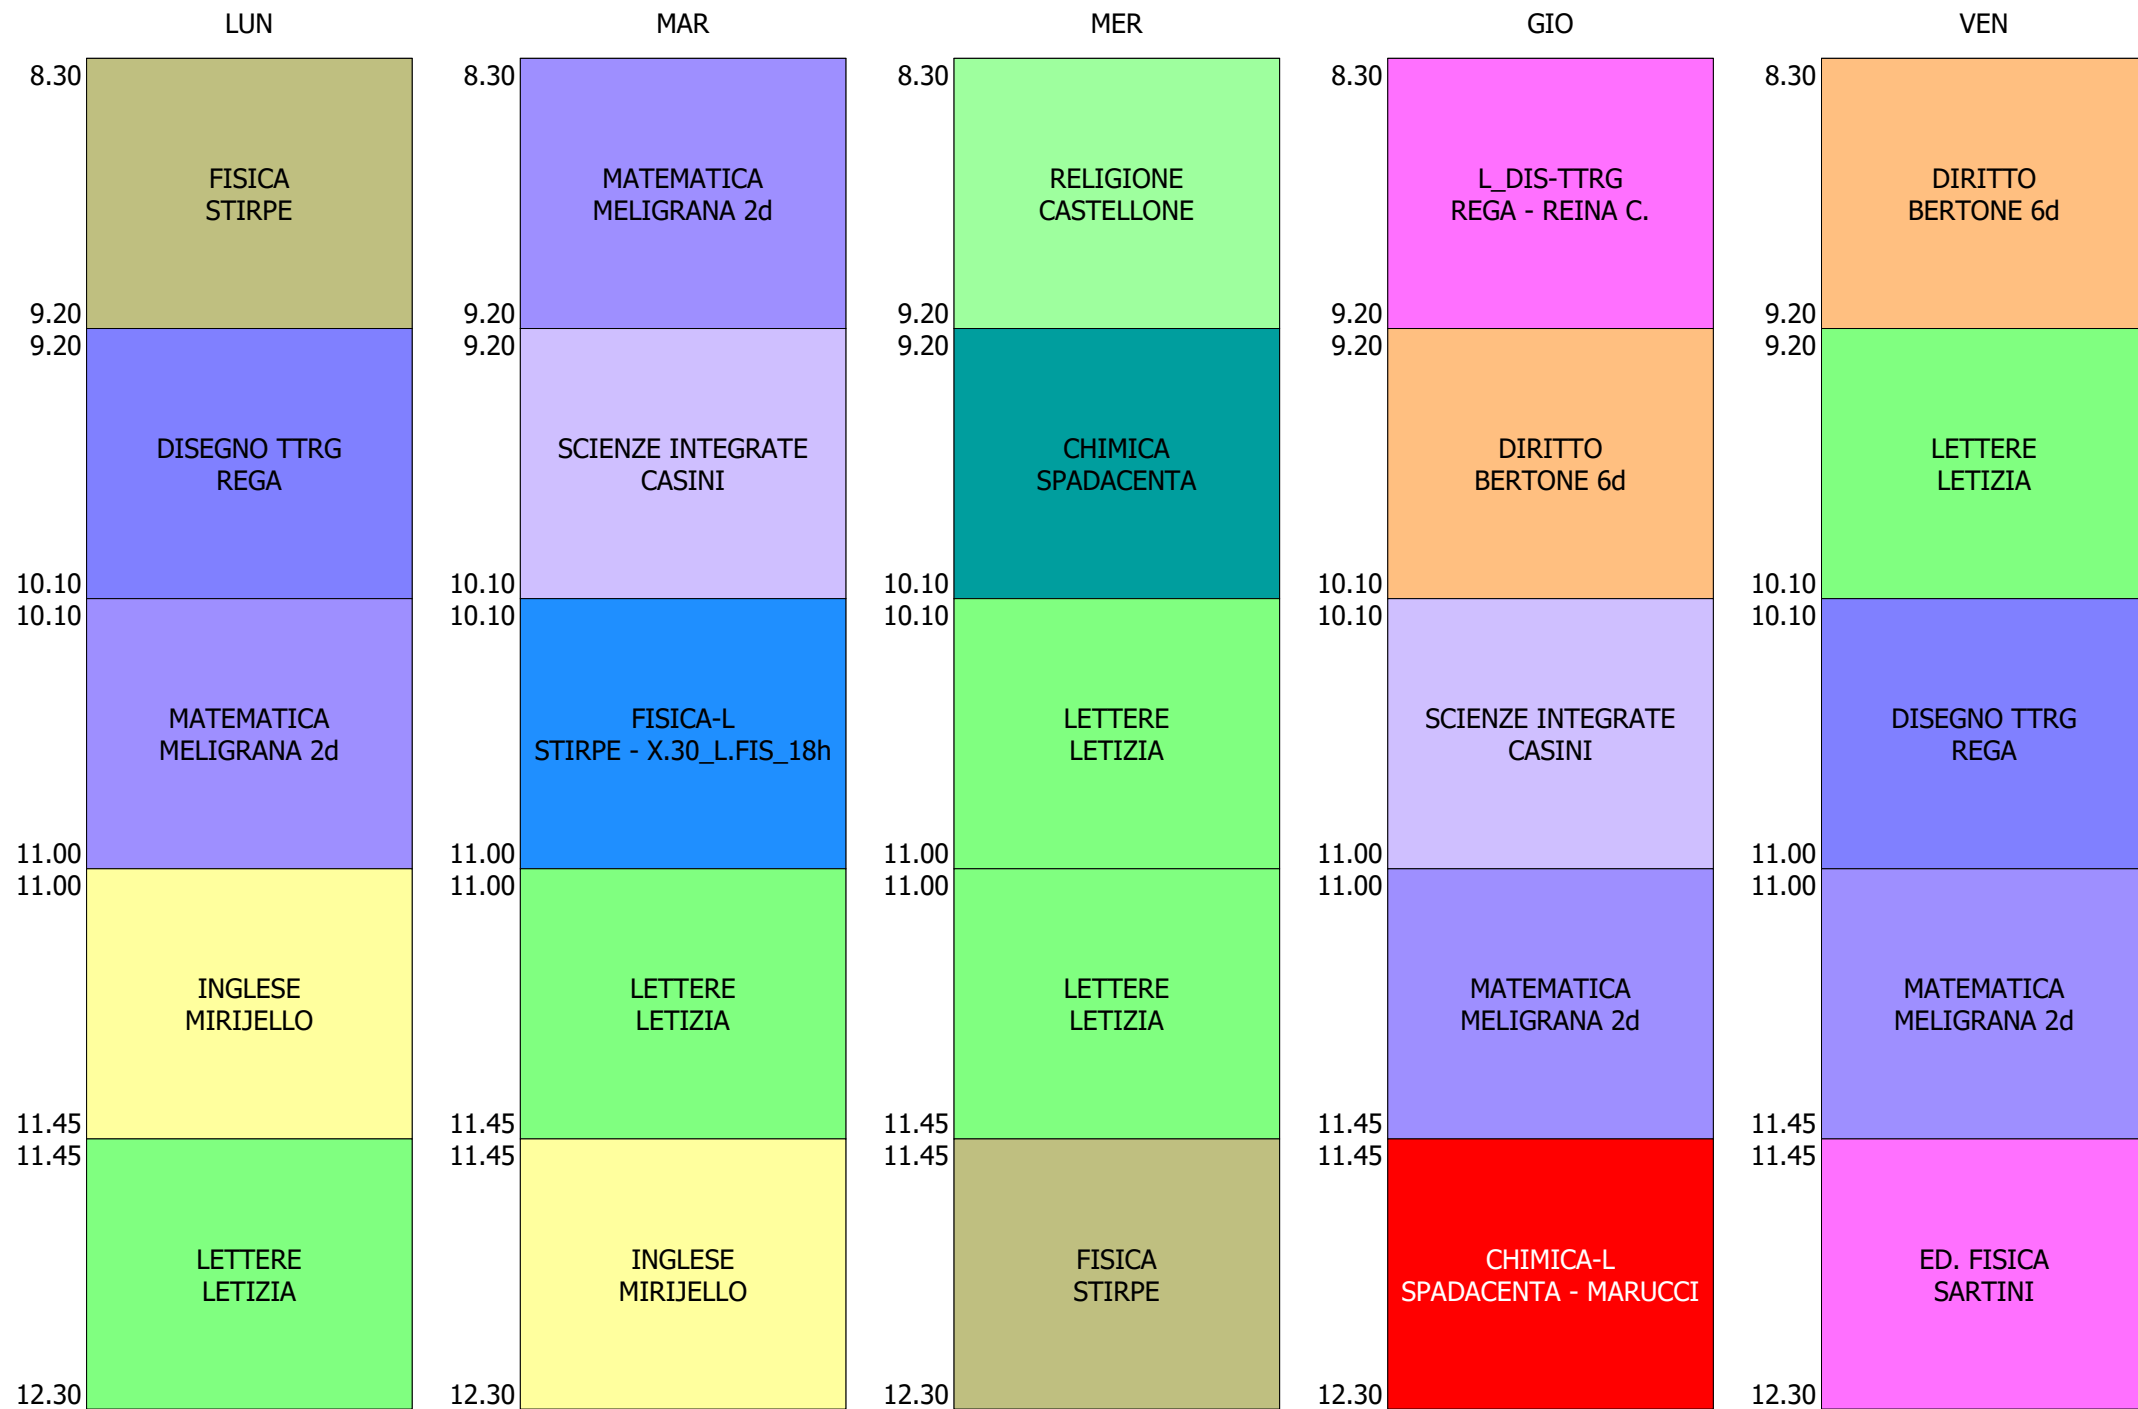 LUN
MAR
MER
GIO
VEN
8.30
FISICA
STIRPE
9.20
9.20
DISEGNO TTRG
REGA
10.10
10.10
MATEMATICA
MELIGRANA 2d
11.00
11.00
INGLESE
MIRIJELLO
11.45
11.45
LETTERE
LETIZIA
12.30
8.30
MATEMATICA
MELIGRANA 2d
9.20
9.20
SCIENZE INTEGRATE
CASINI
10.10
10.10
FISICA-L
STIRPE - X.30_L.FIS_18h
11.00
11.00
LETTERE
LETIZIA
11.45
11.45
INGLESE
MIRIJELLO
12.30
8.30
RELIGIONE
CASTELLONE
9.20
9.20
CHIMICA
SPADACENTA
10.10
10.10
LETTERE
LETIZIA
11.00
11.00
LETTERE
LETIZIA
11.45
11.45
FISICA
STIRPE
12.30
8.30
L_DIS-TTRG
REGA - REINA C.
9.20
9.20
DIRITTO
BERTONE 6d
10.10
10.10
SCIENZE INTEGRATE
CASINI
11.00
11.00
MATEMATICA
MELIGRANA 2d
11.45
11.45
CHIMICA-L
SPADACENTA - MARUCCI
12.30
8.30
DIRITTO
BERTONE 6d
9.20
9.20
LETTERE
LETIZIA
10.10
10.10
DISEGNO TTRG
REGA
11.00
11.00
MATEMATICA
MELIGRANA 2d
11.45
11.45
ED. FISICA
SARTINI
12.30